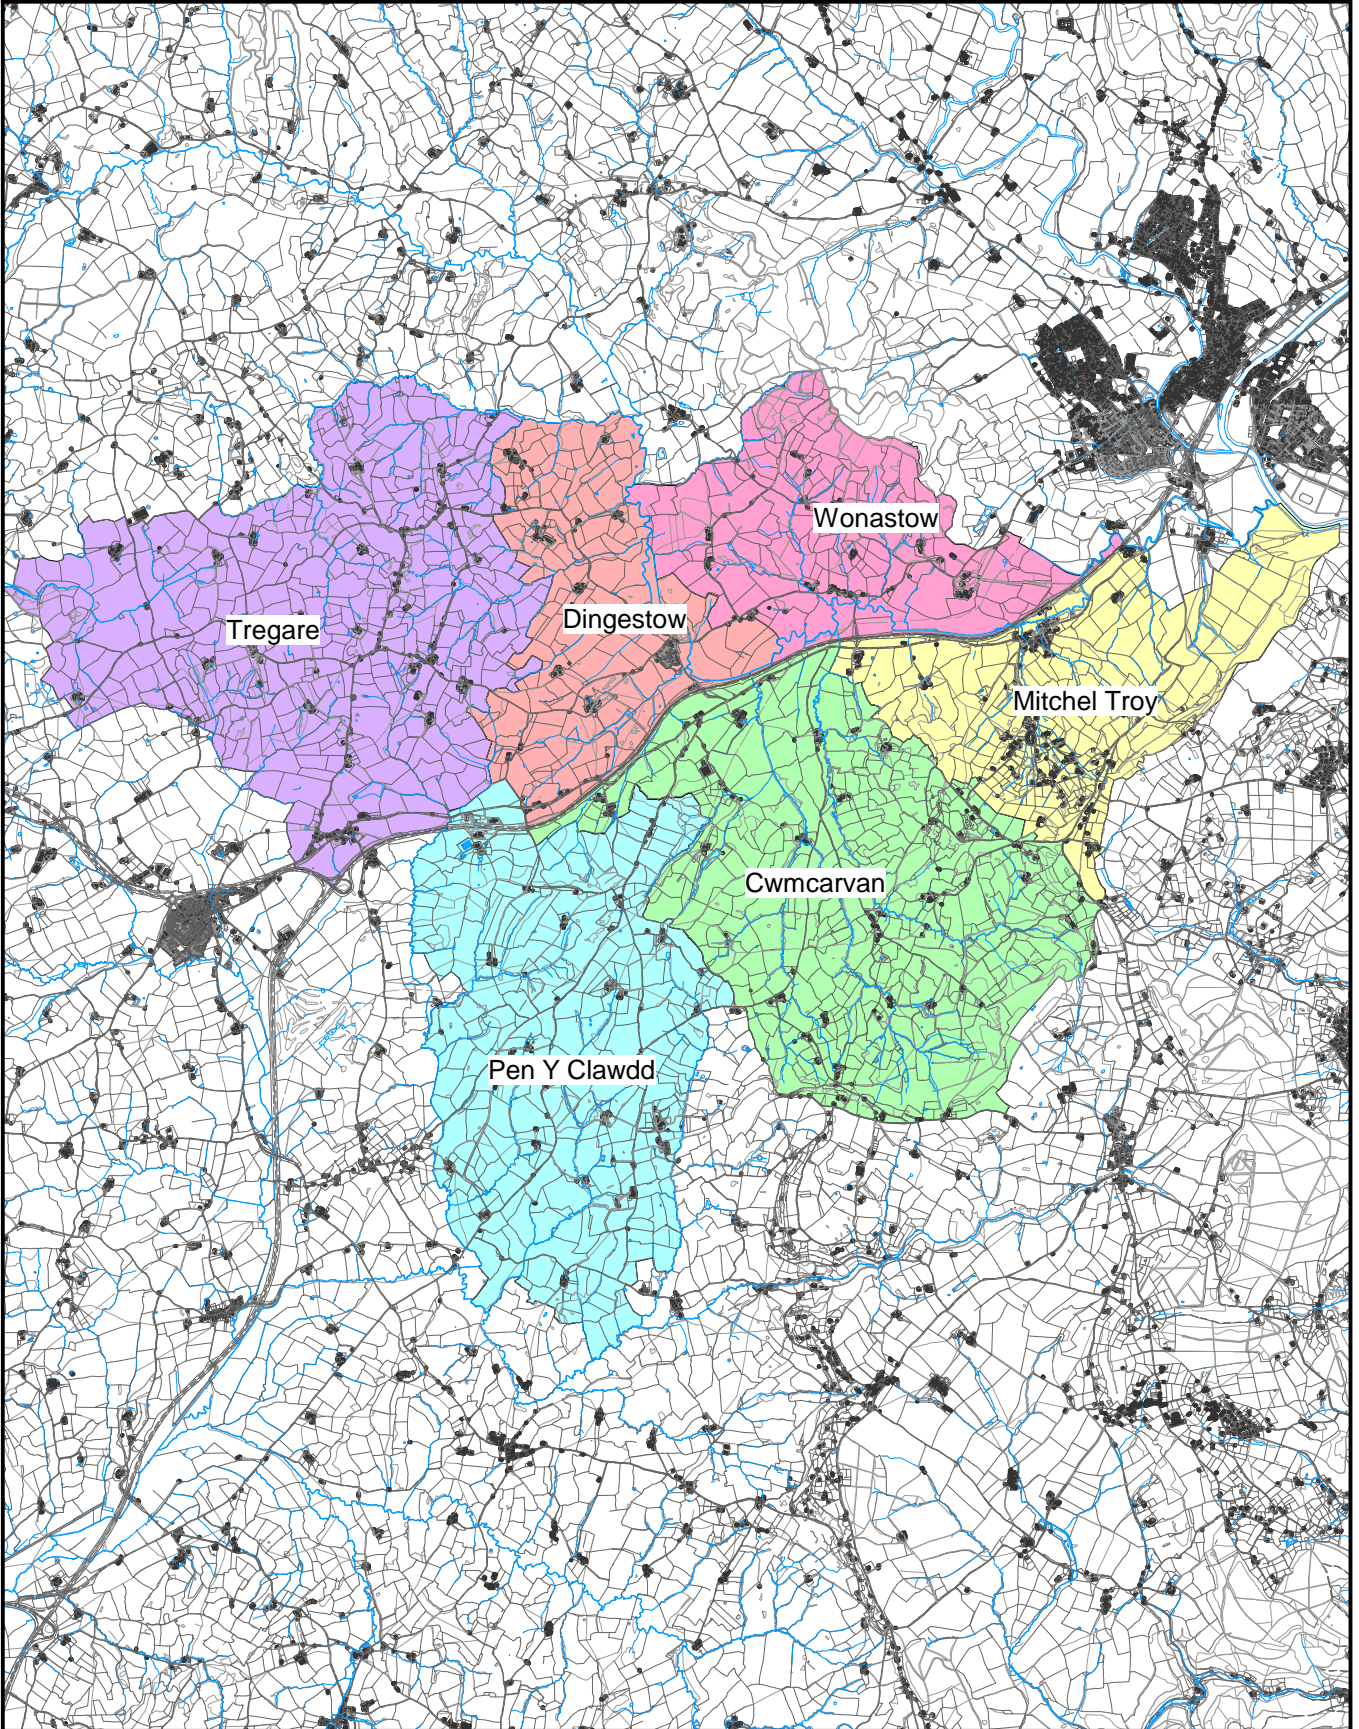 Wonastow
Dingestow
Tregare
Mitchel Troy
Cwmcarvan
Pen Y Clawdd